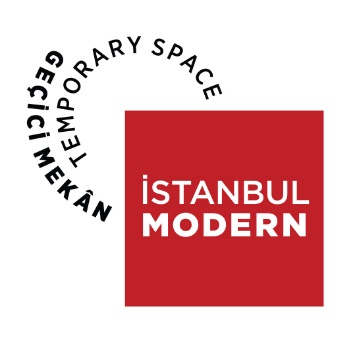 GEÇİCİ MEKÂN
TEMPORARY SPACE
İSTANBUL
MODERN